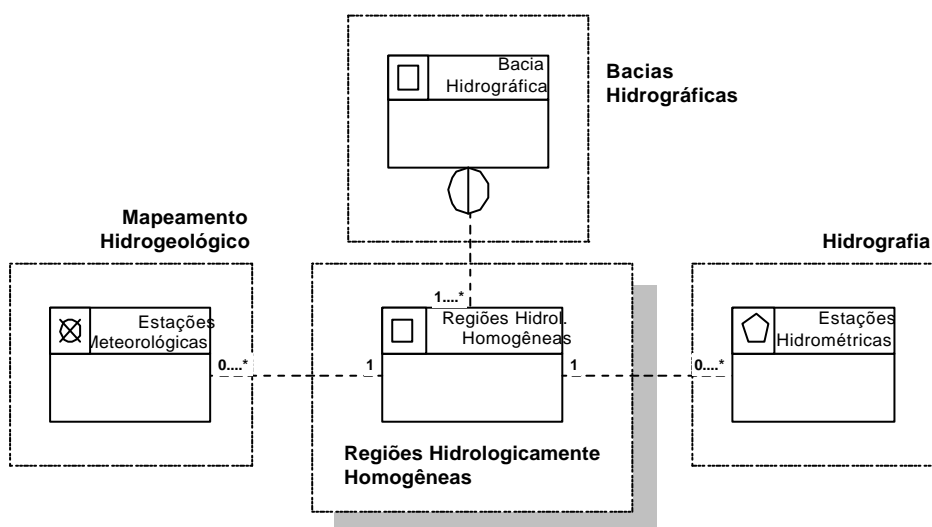 Bacia
Hidrográfica
Bacias
Hidrográficas
Mapeamento
Hidrogeológico
Hidrografia
Estações
Meteorológicas
0....*
1
1....*
Regiões Hidrol.
Homogêneas
1
0....*
Estações
Hidrométricas
Regiões Hidrologicamente
Homogêneas